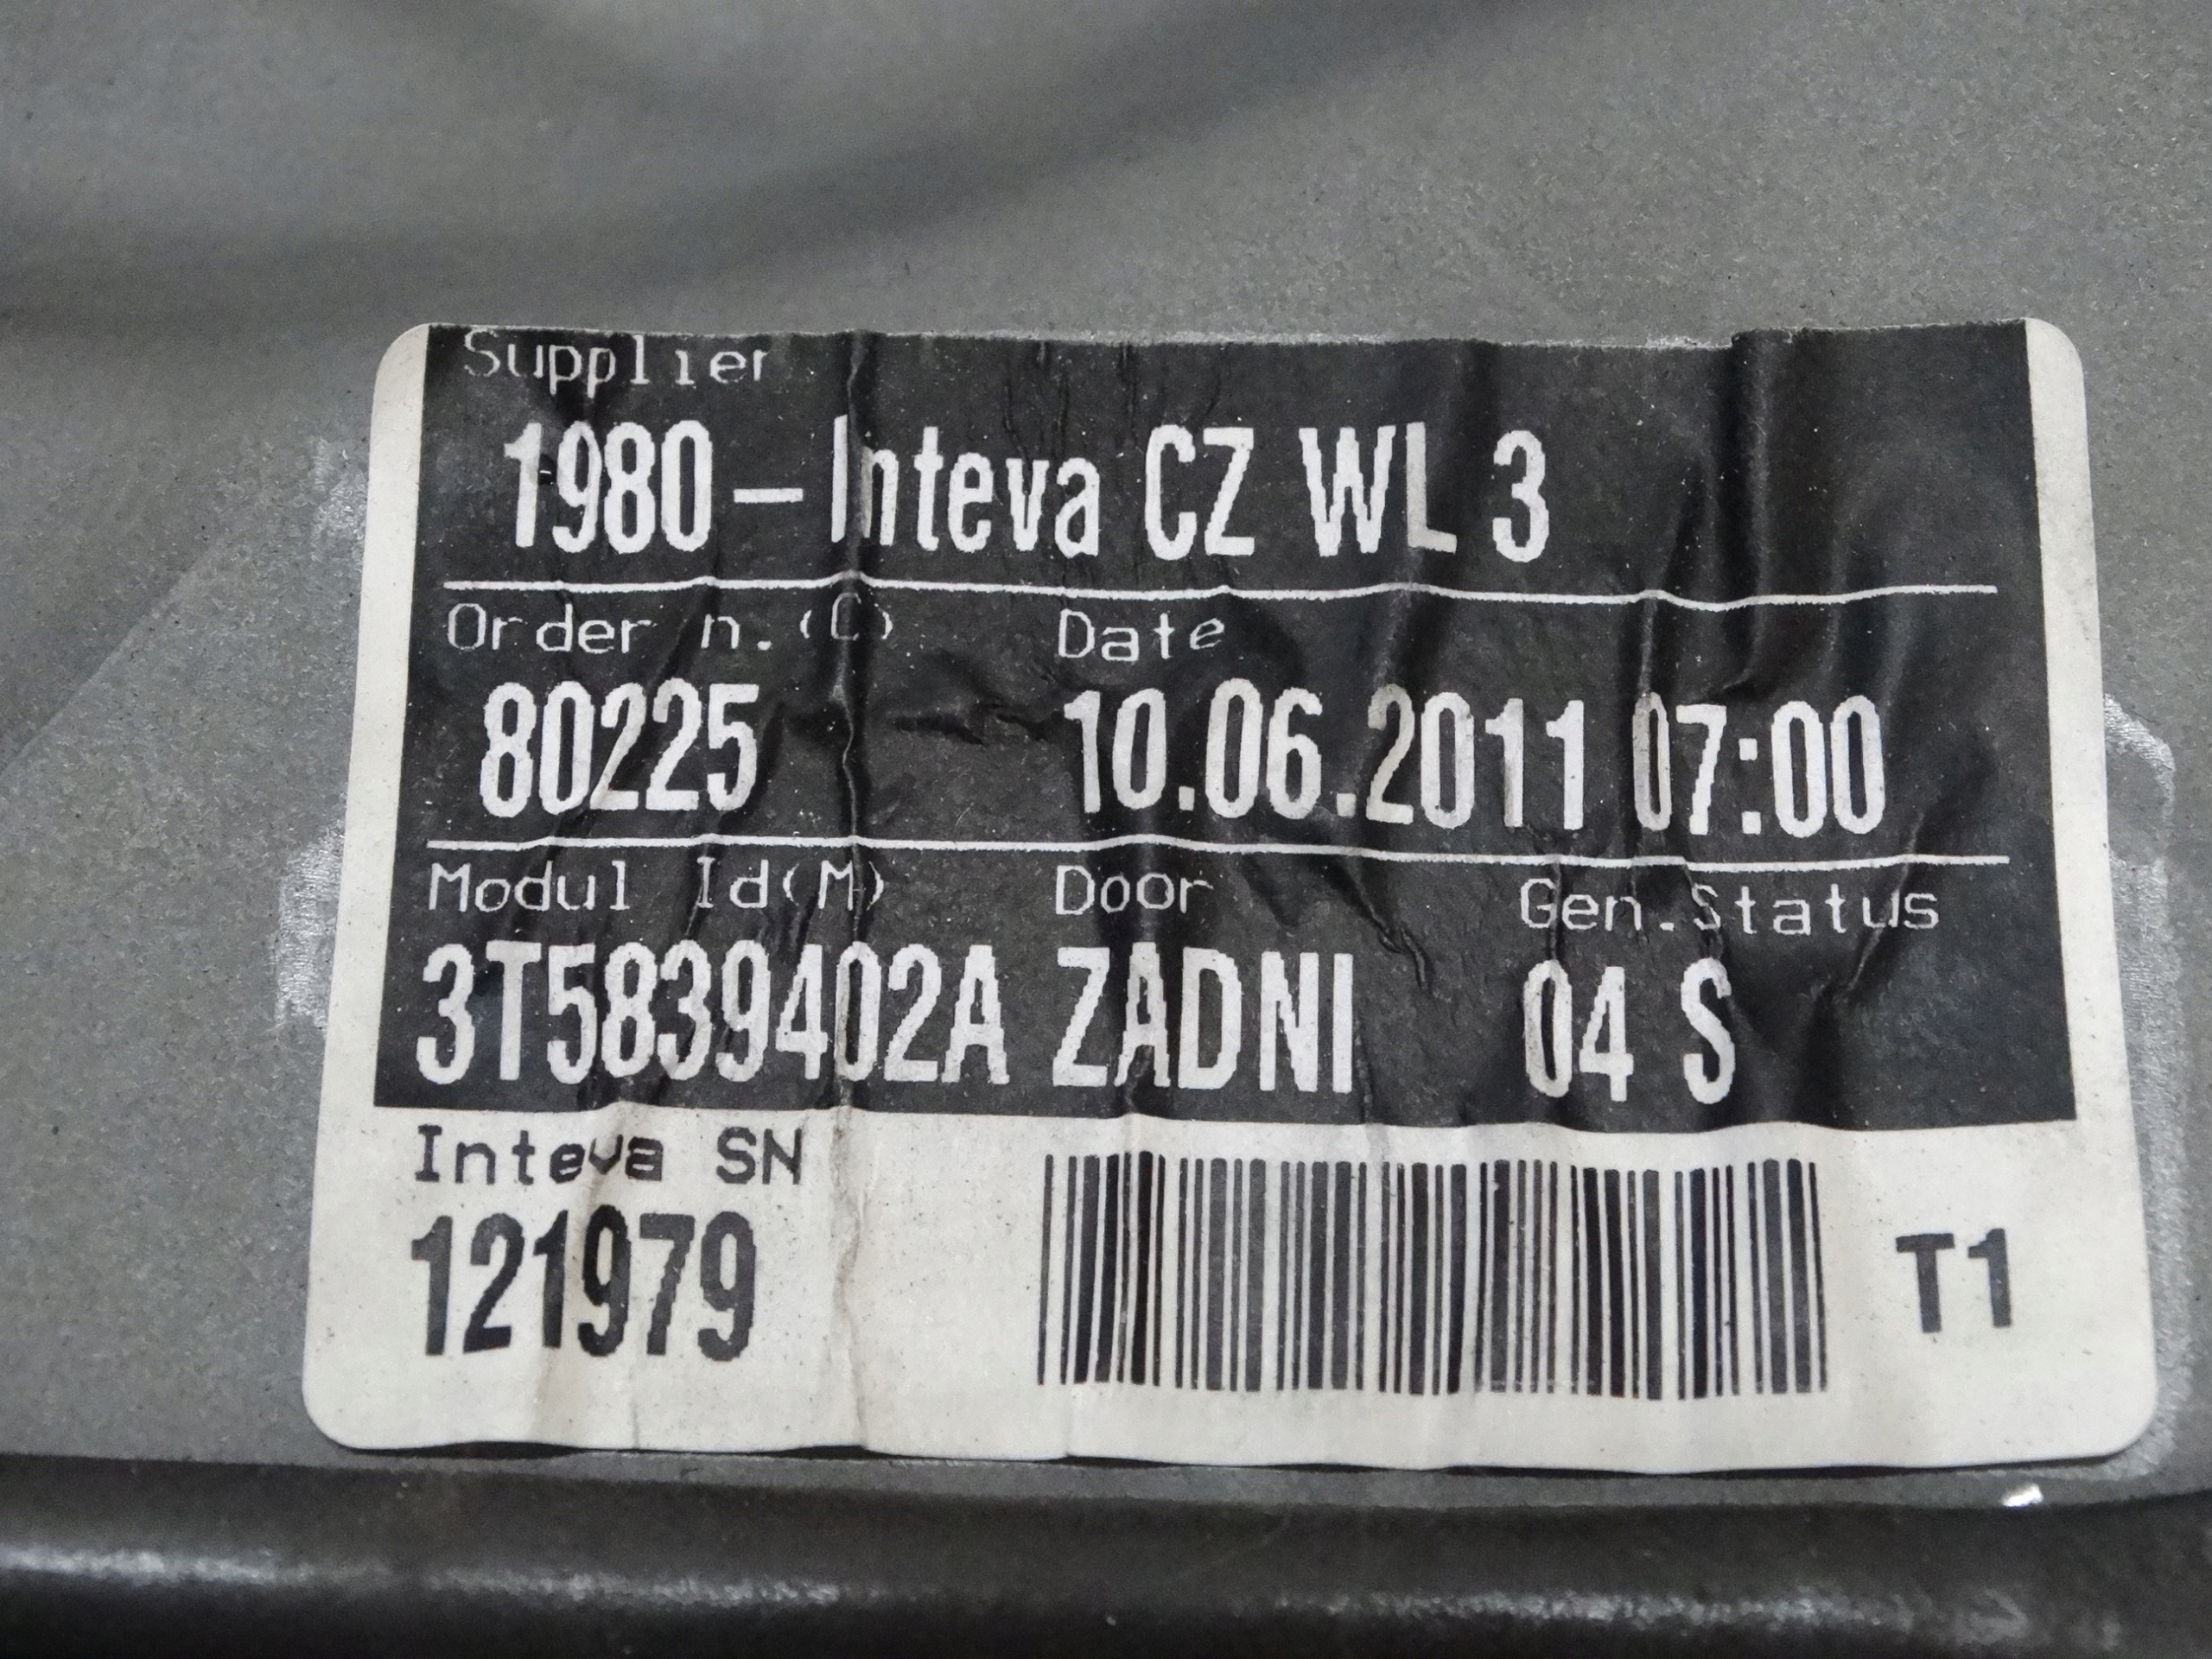 Supplier
1980 - Inteva CZ WL 3
Order n.(C) Date
80225 10.06.2011 07:00
Modul Id(M) Door Gen.Status
3T5839402A ZADNI 04 S
Inteva SN
121979
T1